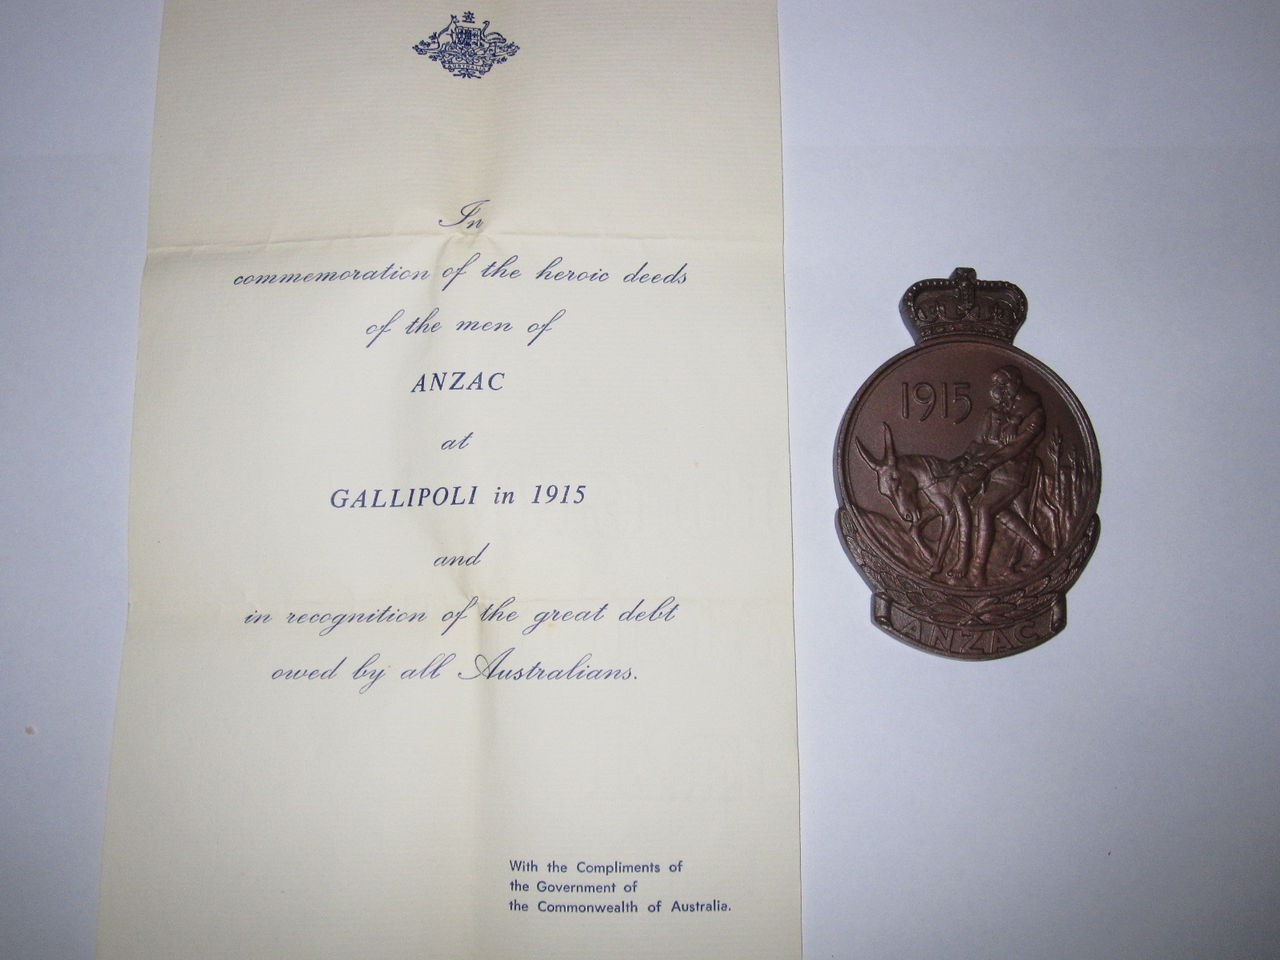 AUSTRALIA
In
commemoration of the heroic deeds
of the men of
ANZAC
at
GALLIPOLI in 1915
and
in recognition of the great debt
owed by all Australians.
With the Compliments of
the Government of
the Commonwealth of Australia.
1915
ANZAC